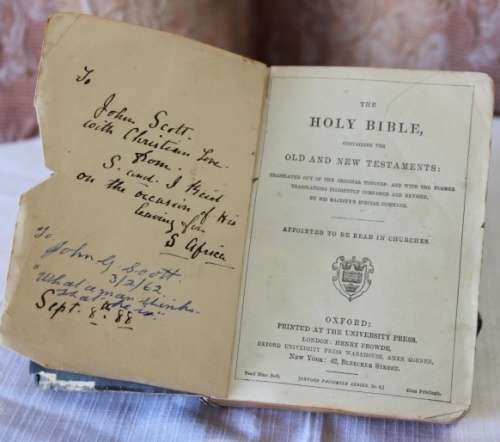 To
John Scott.
with Christian Love
from
S. and J Reid
on the occasion of His
leaving for
S Africa
To
John G Scott
3/2/62
"What a man thinks
that he is"
Sept. 8th 88
THE
HOLY BIBLE,
CONTAINING THE
OLD AND NEW TESTAMENTS:
TRANSLATED OUT OF THE ORIGINAL TONGUES: AND WITH THE FORMER
TRANSLATIONS DILIGENTLY COMPARED AND REVISED,
BY HIS MAJESTY'S SPECIAL COMMAND.
APPOINTED TO BE READ IN CHURCHES
OXFORD:
PRINTED AT THE UNIVERSITY PRESS.
LONDON: HENRY FROWDE,
OXFORD UNIVERSITY PRESS WAREHOUSE, AMEN CORNER,
NEW YORK: 42, BLEECKER STREET.
Cum Privilegio.